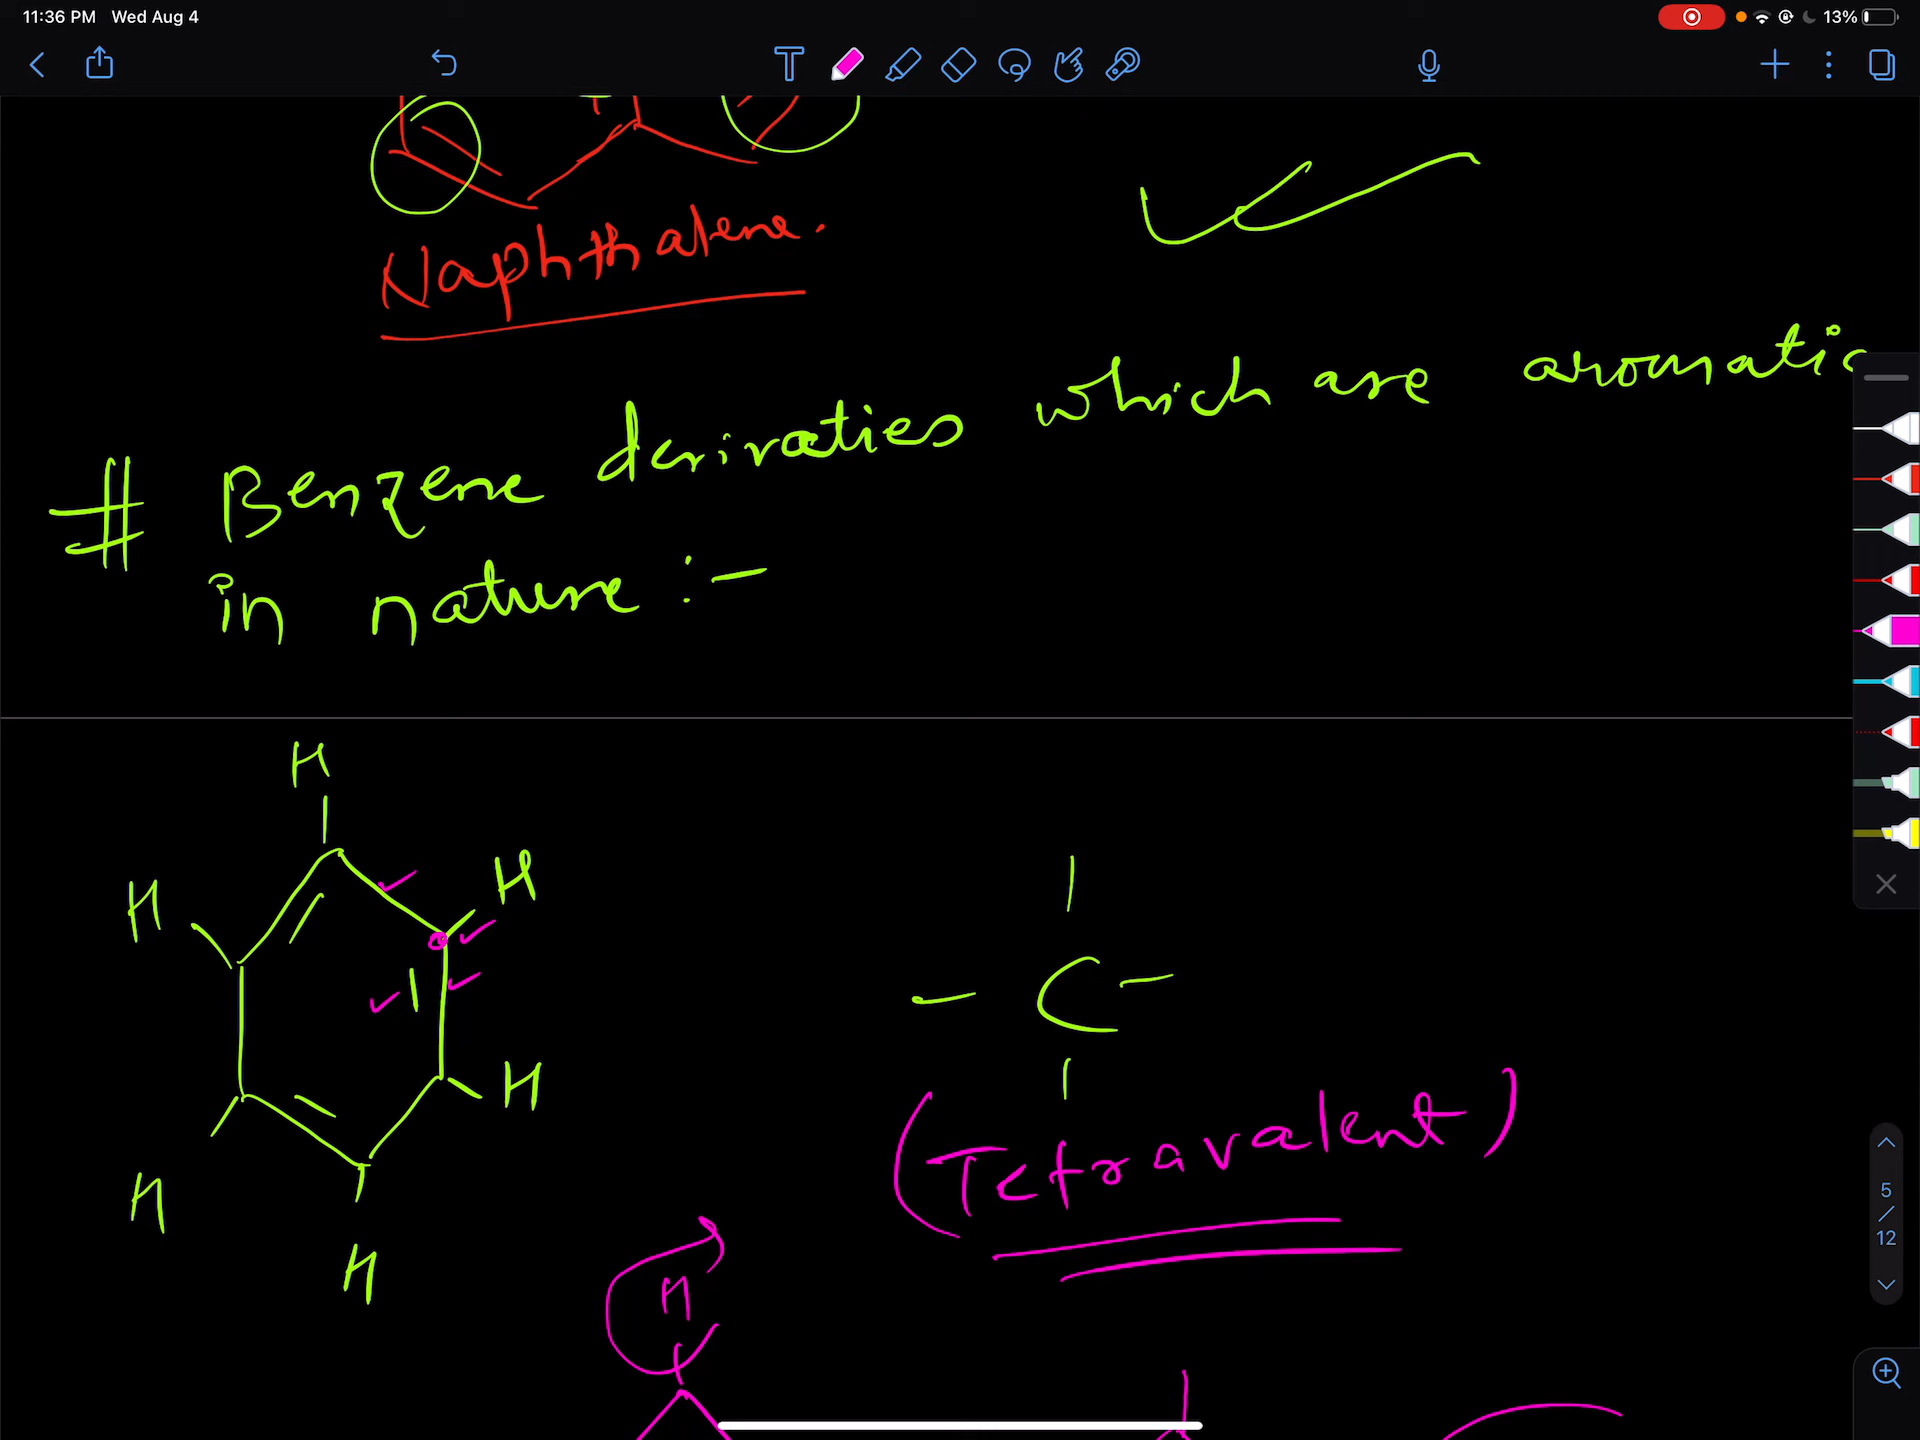 11:36 PM Wed Aug 4
13%
Naphthalene.
# Benzene derivaties which are aromatic
in nature :-
H
H
H
C
H
5
/
12
(Tetravalent)
H
H
H